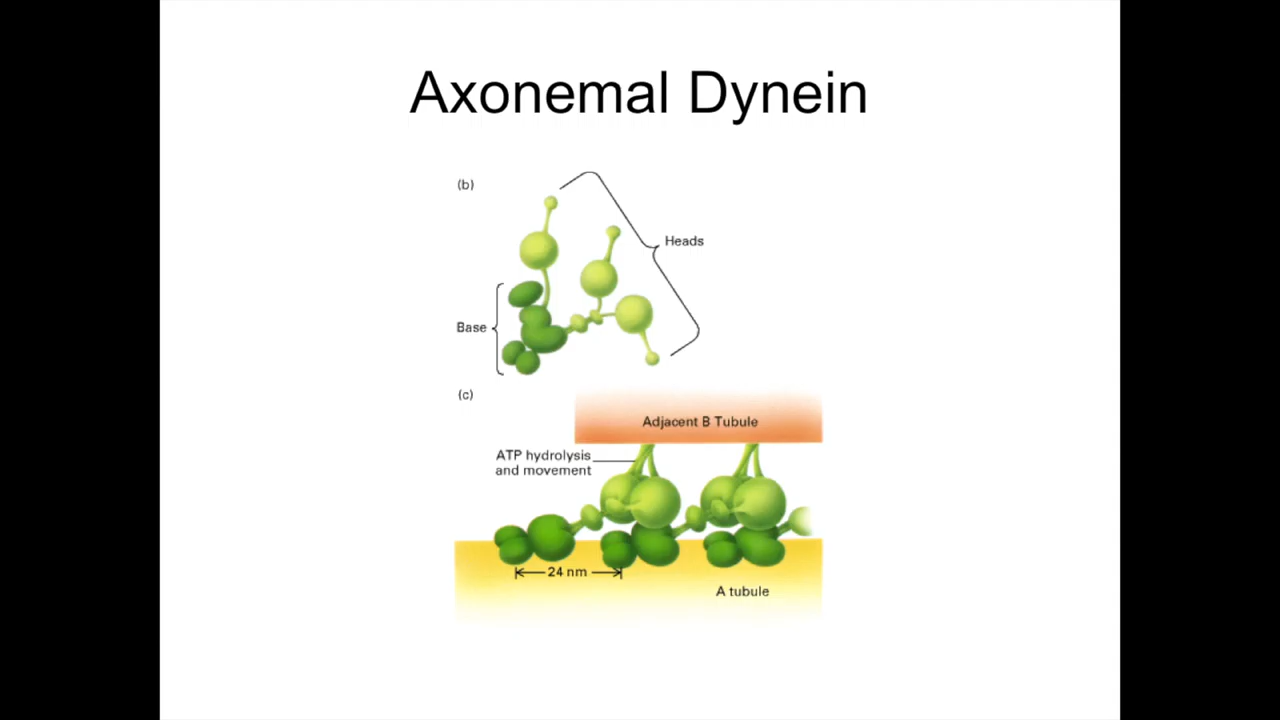 Axonemal Dynein
(b)
Heads
Base
(c)
Adjacent B Tubule
ATP hydrolysis
and movement
24 nm
A tubule